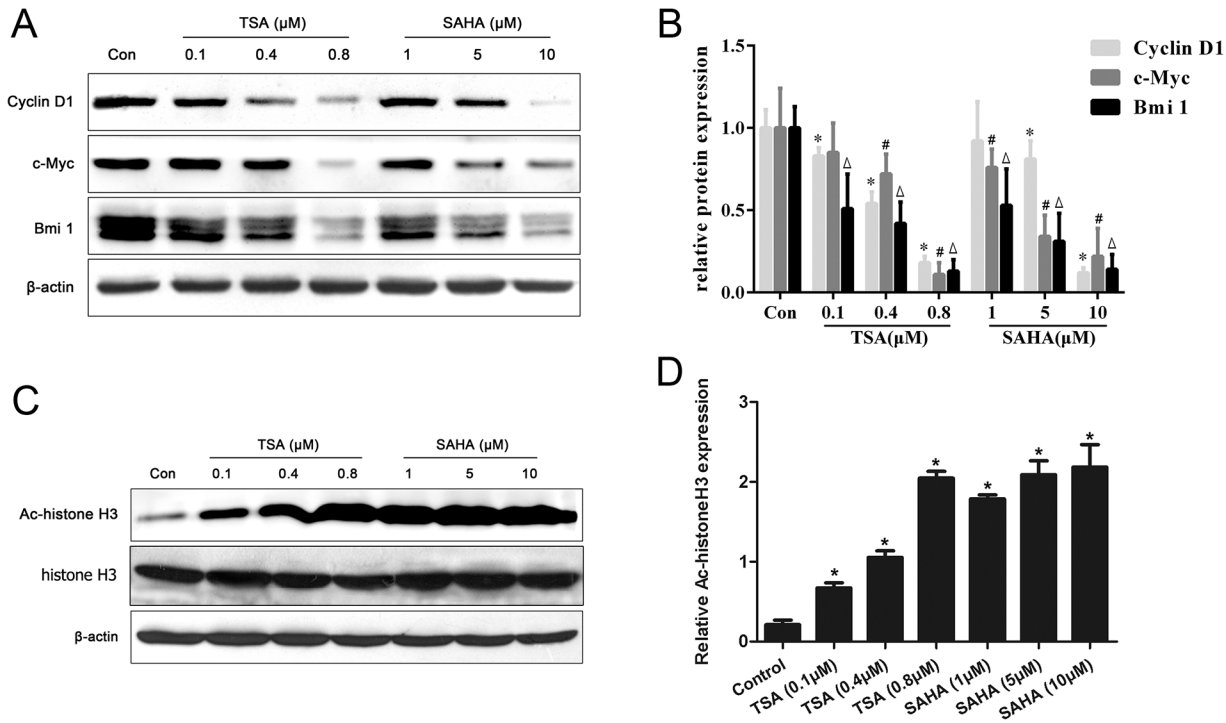 A
TSA (μM) SAHA (μM)
Con 0.1 0.4 0.8 1 5 10
Cyclin D1
c-Myc
Bmi 1
β-actin
B
Cyclin D1
c-Myc
Bmi 1
relative protein expression
1.5
1.0
0.5
0.0
* Δ * # Δ * # Δ # Δ * # Δ * # Δ
Con 0.1 0.4 0.8 1 5 10
TSA(μM) SAHA(μM)
C
TSA (μM) SAHA (μM)
Con 0.1 0.4 0.8 1 5 10
Ac-histone H3
histone H3
β-actin
D
Relative Ac-histoneH3 expression
3
2
1
0
* * * * * *
Control TSA (0.1μM) TSA (0.4μM) TSA (0.8μM) SAHA (1μM) SAHA (5μM) SAHA (10μM)